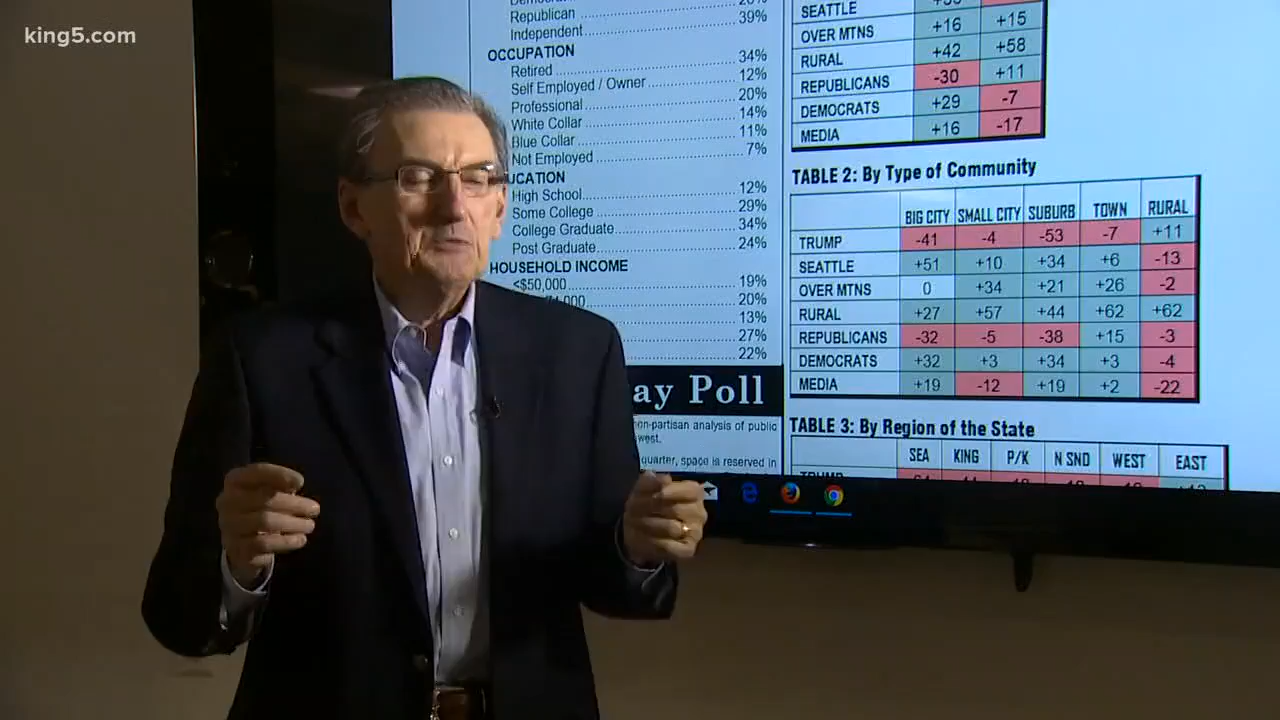 king5.com
Republican
39%
Independent
OCCUPATION
Retired 34%
Self Employed / Owner 12%
Professional 20%
White Collar 14%
Blue Collar 11%
Not Employed 7%
UCATION
High School 12%
Some College 29%
College Graduate 34%
Post Graduate 24%
HOUSEHOLD INCOME
<$50,000 19%
20%
13%
27%
22%
ay Poll
on-partisan analysis of public
west.
quarter, space is reserved in
SEATTLE
OVER MTNS +16 +15
RURAL +42 +58
REPUBLICANS -30 +11
DEMOCRATS +29 -7
MEDIA +16 -17
TABLE 2: By Type of Community
BIG CITY SMALL CITY SUBURB TOWN RURAL
TRUMP -41 -4 -53 -7 +11
SEATTLE +51 +10 +34 +6 -13
OVER MTNS 0 +34 +21 +26 -2
RURAL +27 +57 +44 +62 +62
REPUBLICANS -32 -5 -38 +15 -3
DEMOCRATS +32 +3 +34 +3 -4
MEDIA +19 -12 +19 +2 -22
TABLE 3: By Region of the State
SEA KING P/K N SND WEST EAST